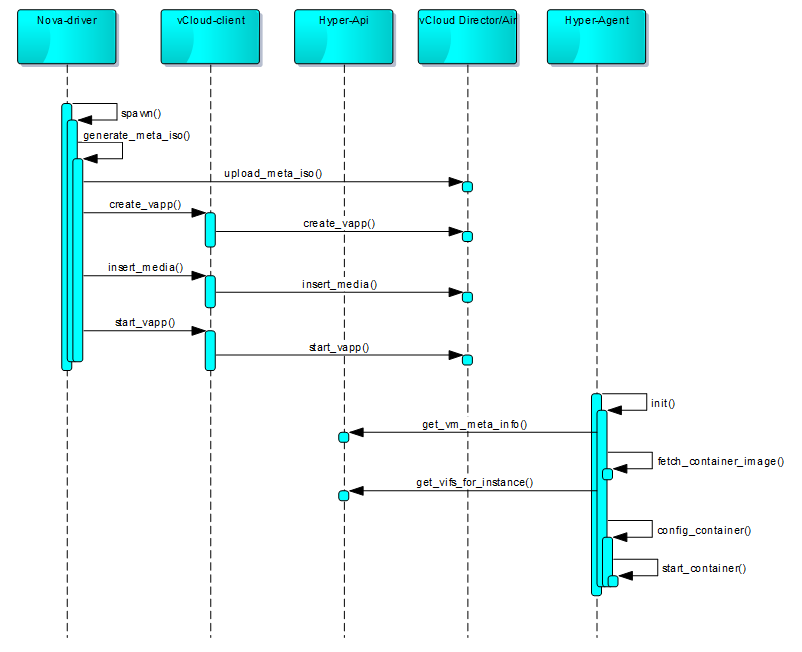 Nova-driver
vCloud-client
Hyper-Api
vCloud Director/Air
Hyper-Agent
spawn()
generate_meta_iso()
upload_meta_iso()
create_vapp()
create_vapp()
insert_media()
insert_media()
start_vapp()
start_vapp()
init()
get_vm_meta_info()
fetch_container_image()
get_vifs_for_instance()
config_container()
start_container()